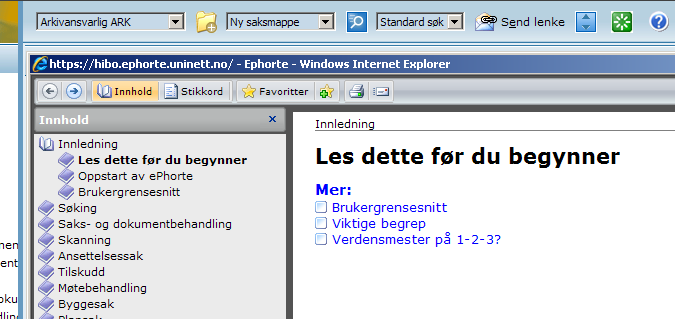 Arkivansvarlig ARK Ny saksmappe Standard søk Send lenke
https://hibo.ephorte.uninett.no/ - Ephorte - Windows Internet Explorer
Innhold Stikkord Favoritter
Innhold
Innledning
Les dette før du begynner
Oppstart av ePhorte
Brukergrensesnitt
Søking
Saks- og dokumentbehandling
Skanning
Ansettelsessak
Tilskudd
Møtebehandling
Byggesak
Innledning
Les dette før du begynner
Mer:
Brukergrensesnitt
Viktige begrep
Verdensmester på 1-2-3?